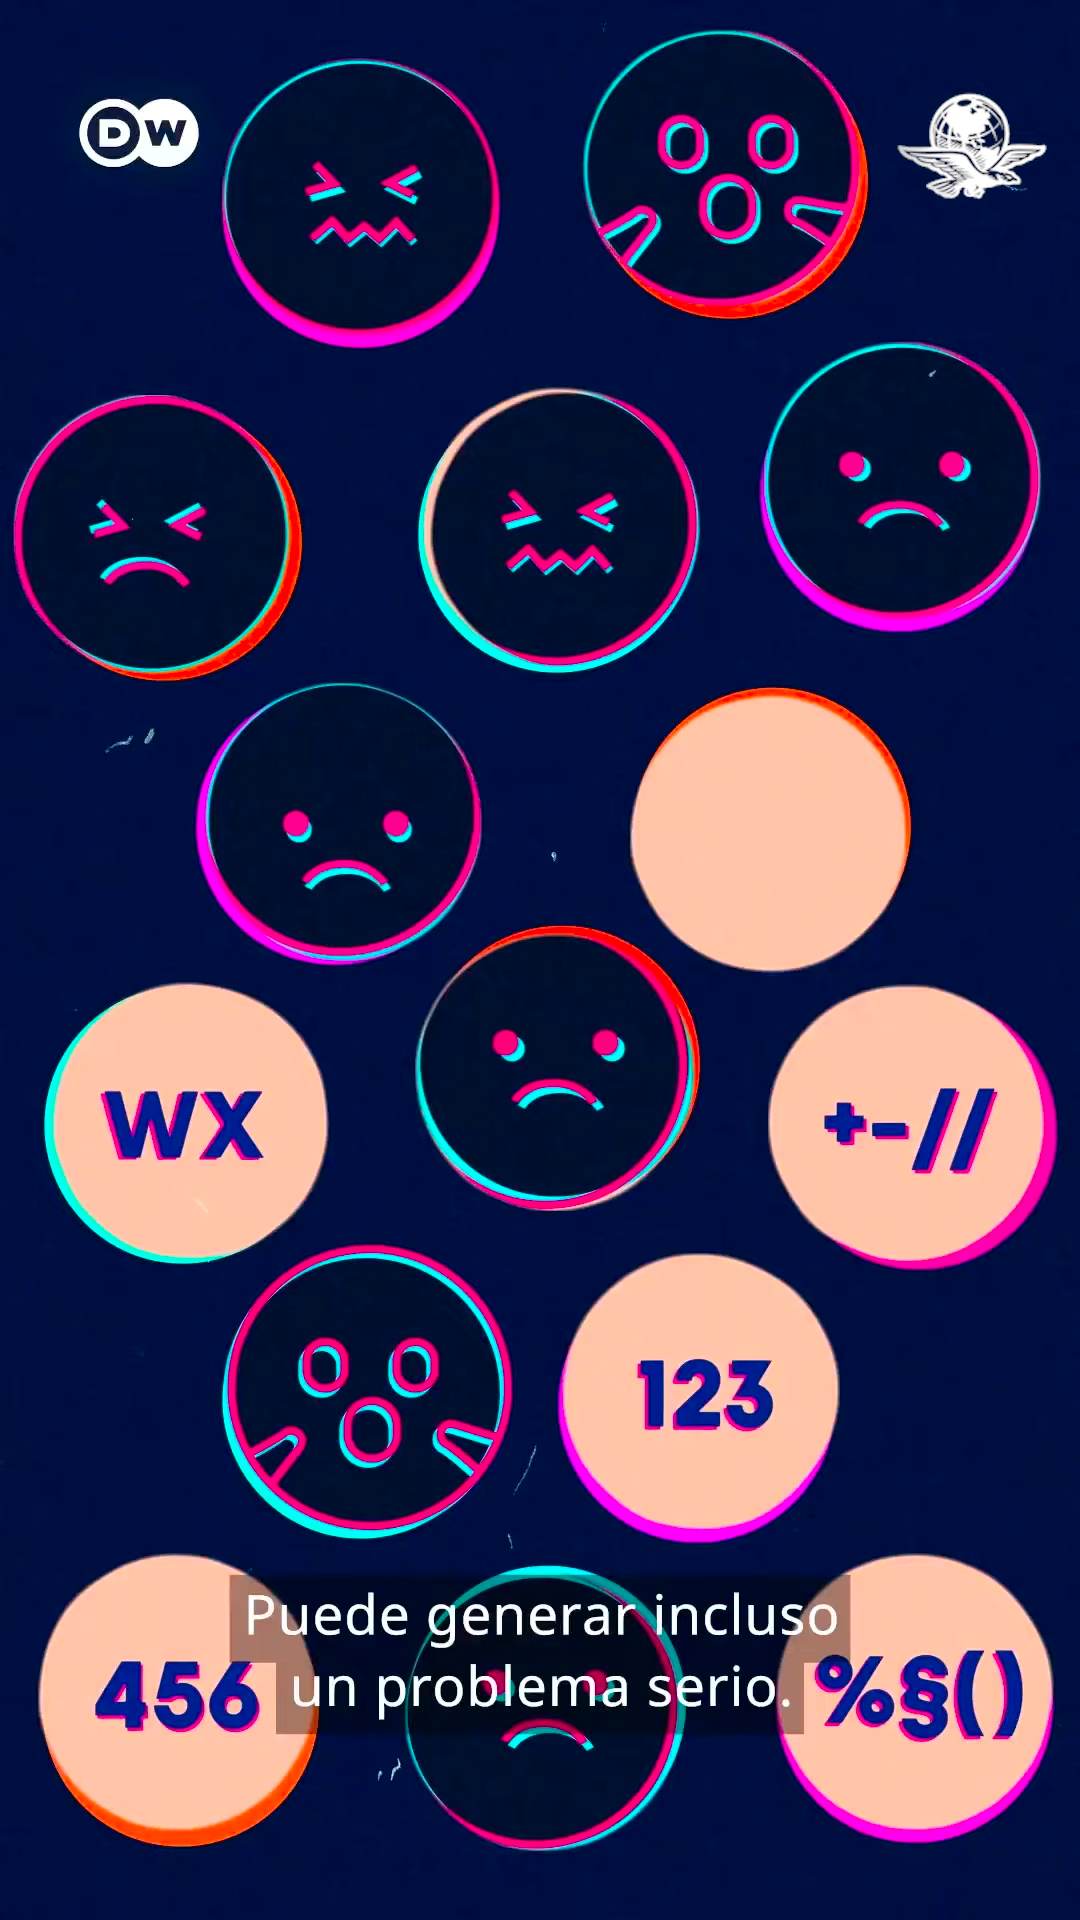 DW
WX
+-//
123
456
%§()
Puede generar incluso
un problema serio.